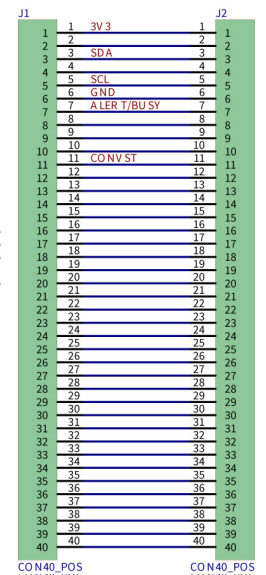 J1 J2
1 1 3V3 1 1
2 2 2 2
3 3 SDA 3 3
4 4 4 4
5 5 SCL 5 5
6 6 GND 6 6
7 7 ALERT/BUSY 7 7
8 8 8 8
9 9 9 9
10 10 10 10
11 11 CONVST 11 11
12 12 12 12
13 13 13 13
14 14 14 14
15 15 15 15
16 16 16 16
17 17 17 17
18 18 18 18
19 19 19 19
20 20 20 20
21 21 21 21
22 22 22 22
23 23 23 23
24 24 24 24
25 25 25 25
26 26 26 26
27 27 27 27
28 28 28 28
29 29 29 29
30 30 30 30
31 31 31 31
32 32 32 32
33 33 33 33
34 34 34 34
35 35 35 35
36 36 36 36
37 37 37 37
38 38 38 38
39 39 39 39
40 40 40 40
CON40_POS CON40_POS